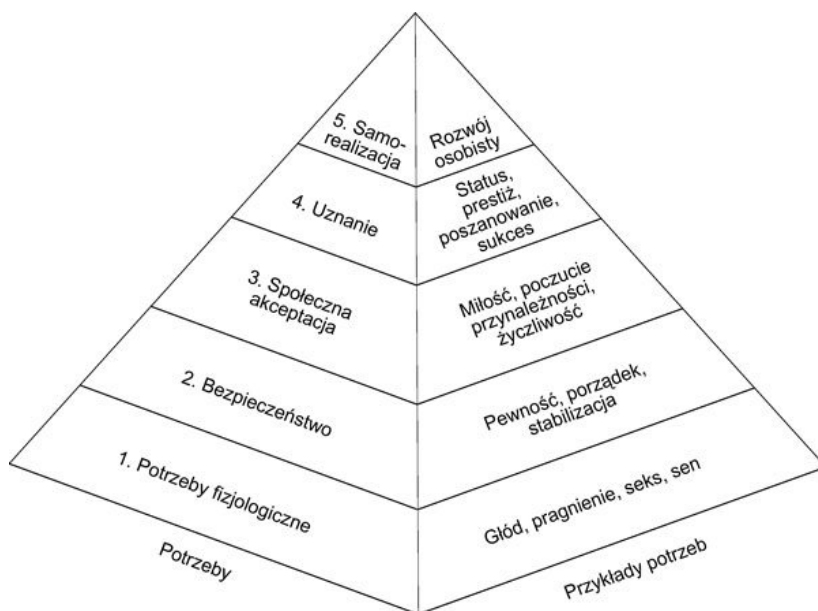 5. Samo-
realizacja
Rozwój
osobisty
4. Uznanie
Status,
prestiż,
poszanowanie,
sukces
3. Społeczna
akceptacja
Miłość, poczucie
przynależności,
życzliwość
2. Bezpieczeństwo
Pewność, porządek,
stabilizacja
1. Potrzeby fizjologiczne
Głód, pragnienie, seks, sen
Potrzeby
Przykłady potrzeb